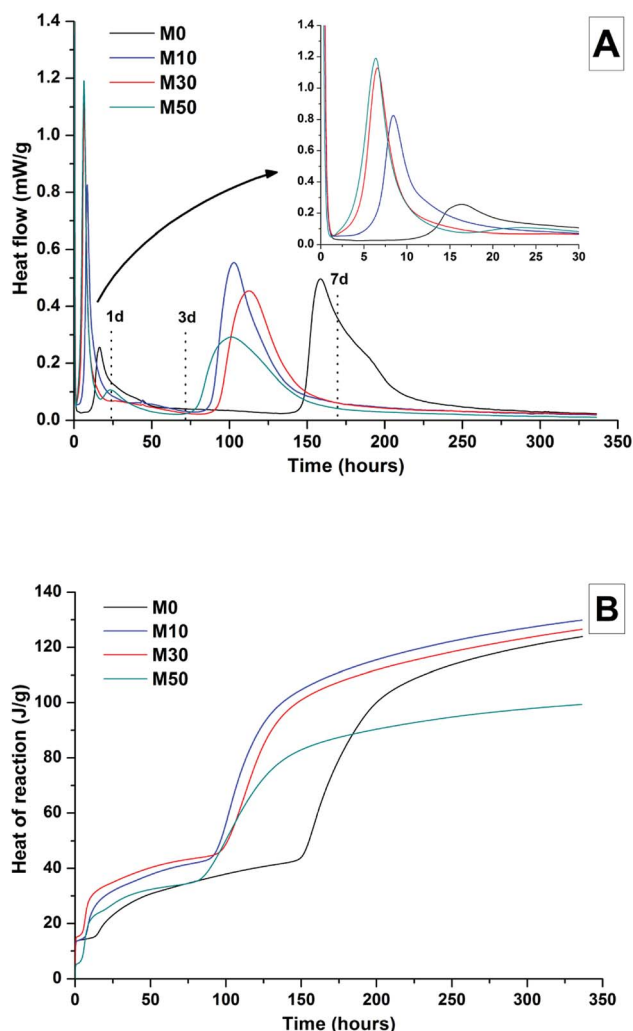 A
M0
M10
M30
M50
Heat flow (mW/g)
1.4
1.2
1.0
0.8
0.6
0.4
0.2
0.0
1.4
1.2
1.0
0.8
0.6
0.4
0.2
0.0
0 5 10 15 20 25 30
1d
3d
7d
0 50 100 150 200 250 300 350
Time (hours)
B
M0
M10
M30
M50
Heat of reaction (J/g)
140
120
100
80
60
40
20
0
0 50 100 150 200 250 300 350
Time (hours)